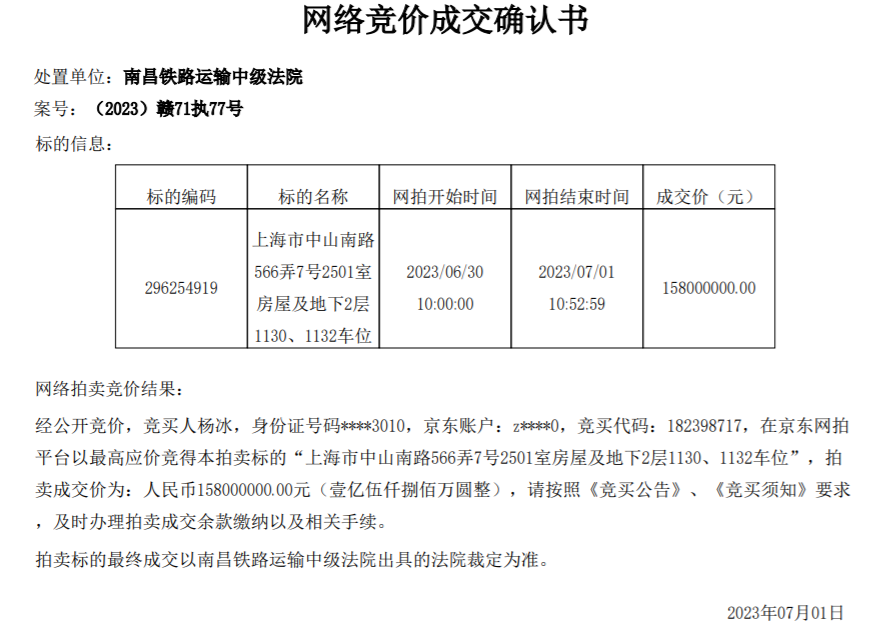 网络竞价成交确认书
处置单位：南昌铁路运输中级法院
案号：（2023）赣71执77号
标的信息：
标的编码 标的名称 网拍开始时间 网拍结束时间 成交价（元）
296254919
上海市中山南路
566弄7号2501室
房屋及地下2层
1130、1132车位
2023/06/30
10:00:00
2023/07/01
10:52:59
158000000.00
网络拍卖竞价结果：
经公开竞价，竞买人杨冰，身份证号码****3010，京东账户：z****0，竞买代码：182398717，在京东网拍
平台以最高应价竞得本拍卖标的“上海市中山南路566弄7号2501室房屋及地下2层1130、1132车位”，拍
卖成交价为：人民币158000000.00元（壹亿伍仟捌佰万圆整），请按照《竞买公告》、《竞买须知》要求
，及时办理拍卖成交余款缴纳以及相关手续。
拍卖标的最终成交以南昌铁路运输中级法院出具的法院裁定为准。
2023年07月01日